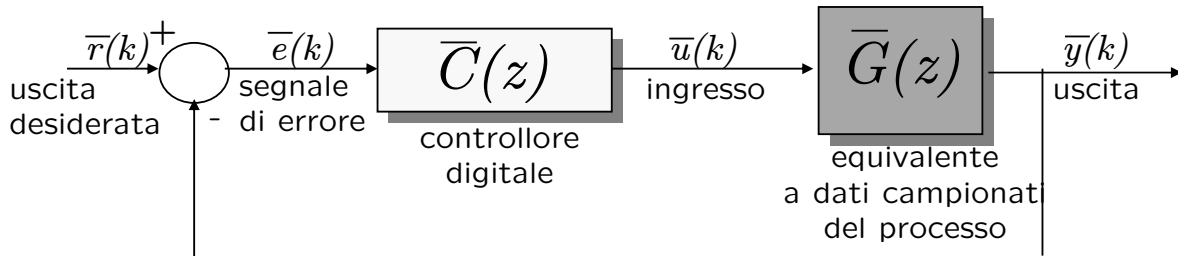 r̅(k)
+
uscita
desiderata
-
e̅(k)
segnale
di errore
C̅(z)
controllore
digitale
u̅(k)
ingresso
G̅(z)
equivalente
a dati campionati
del processo
y̅(k)
uscita